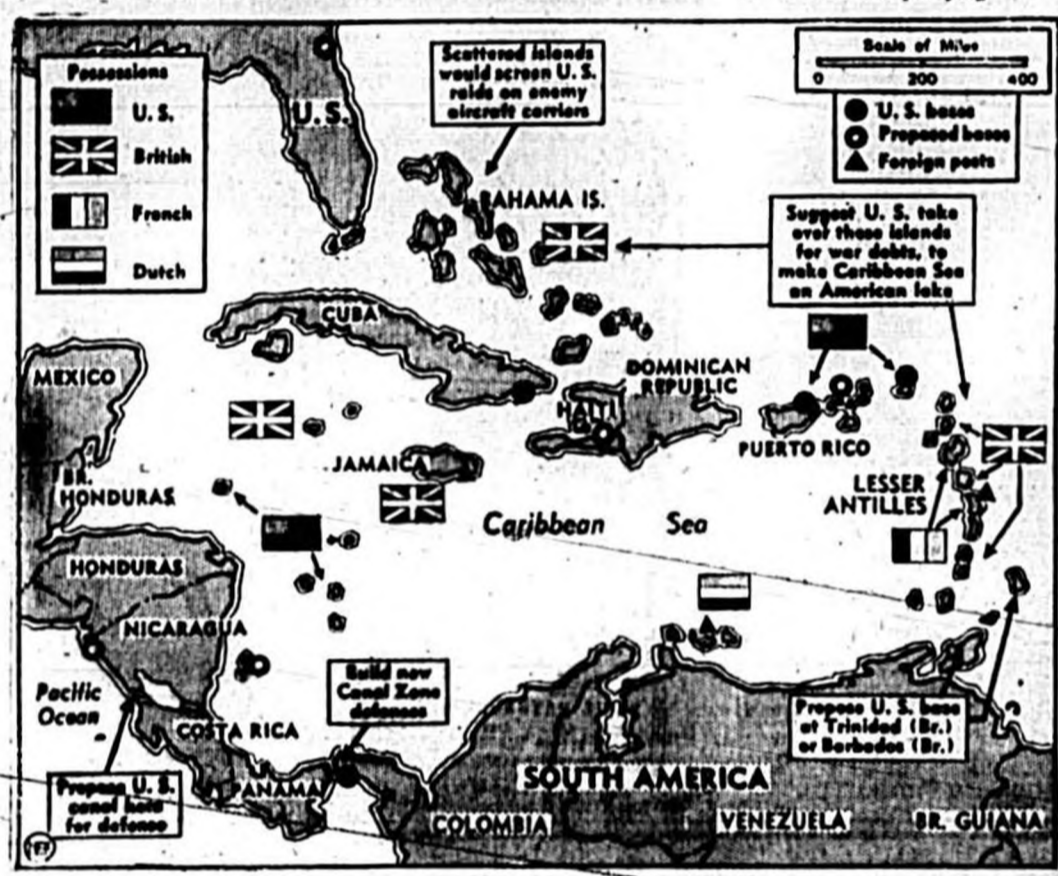 Possessions
U. S.
British
French
Dutch
Scattered islands
would screen U. S.
raids on enemy
aircraft carriers
Scale of Miles
0 200 400
U. S. bases
Proposed bases
Foreign posts
U. S.
BAHAMA IS.
Suggest U. S. take
over these islands
for war debts, to
make Caribbean Sea
an American lake
CUBA
MEXICO
DOMINICAN
REPUBLIC
HAITI
PUERTO RICO
JAMAICA
BR.
HONDURAS
LESSER
ANTILLES
Caribbean Sea
HONDURAS
NICARAGUA
Pacific
Ocean
Build new
Canal Zone
defenses
COSTA RICA
Propose U. S.
canal here
for defense
PANAMA
Propose U. S. base
at Trinidad (Br.)
or Barbados (Br.)
SOUTH AMERICA
COLOMBIA
VENEZUELA
BR. GUIANA